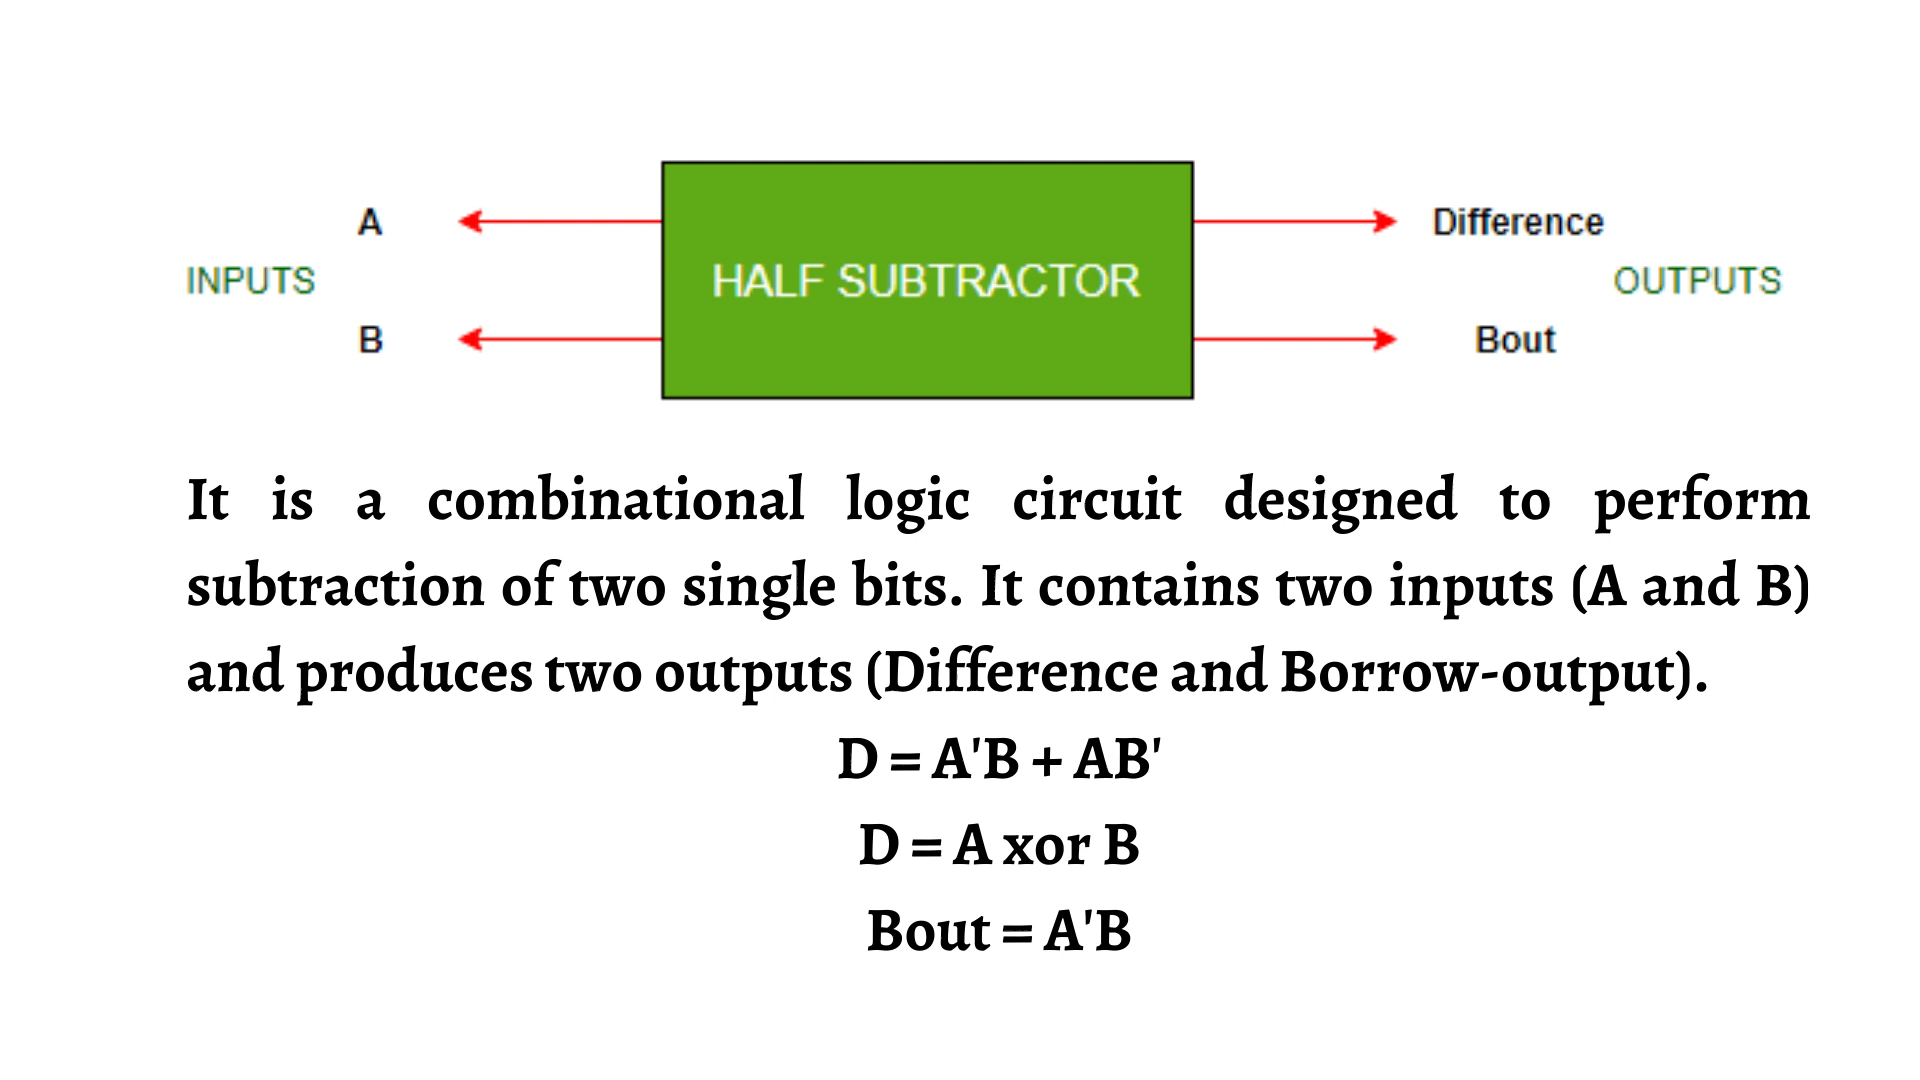 A
Difference
INPUTS
HALF SUBTRACTOR
OUTPUTS
B
Bout
It is a combinational logic circuit designed to perform
subtraction of two single bits. It contains two inputs (A and B)
and produces two outputs (Difference and Borrow-output).
D = A'B + AB'
D = A xor B
Bout = A'B